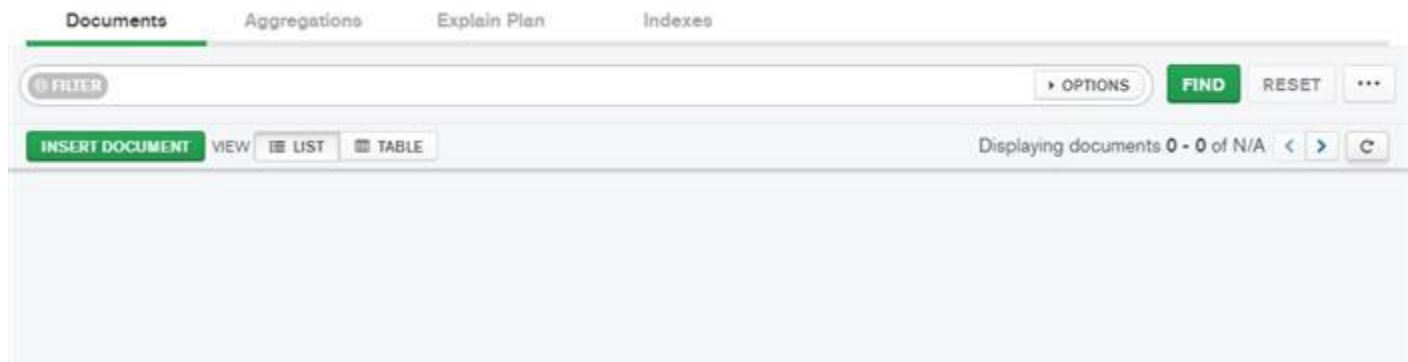 Documents Aggregations Explain Plan Indexes
FILTER OPTIONS FIND RESET ...
INSERT DOCUMENT VIEW LIST TABLE Displaying documents 0 - 0 of N/A < >